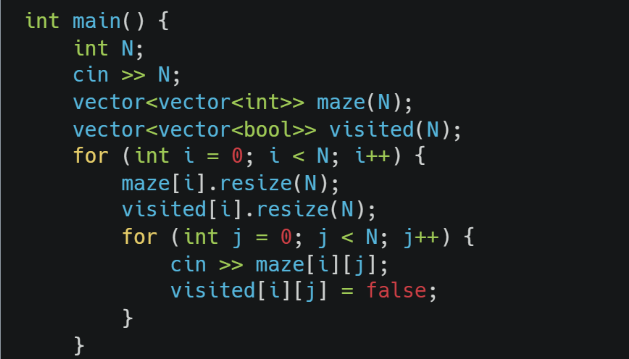 int main() {
    int N;
    cin >> N;
    vector<vector<int>> maze(N);
    vector<vector<bool>> visited(N);
    for (int i = 0; i < N; i++) {
        maze[i].resize(N);
        visited[i].resize(N);
        for (int j = 0; j < N; j++) {
            cin >> maze[i][j];
            visited[i][j] = false;
        }
    }